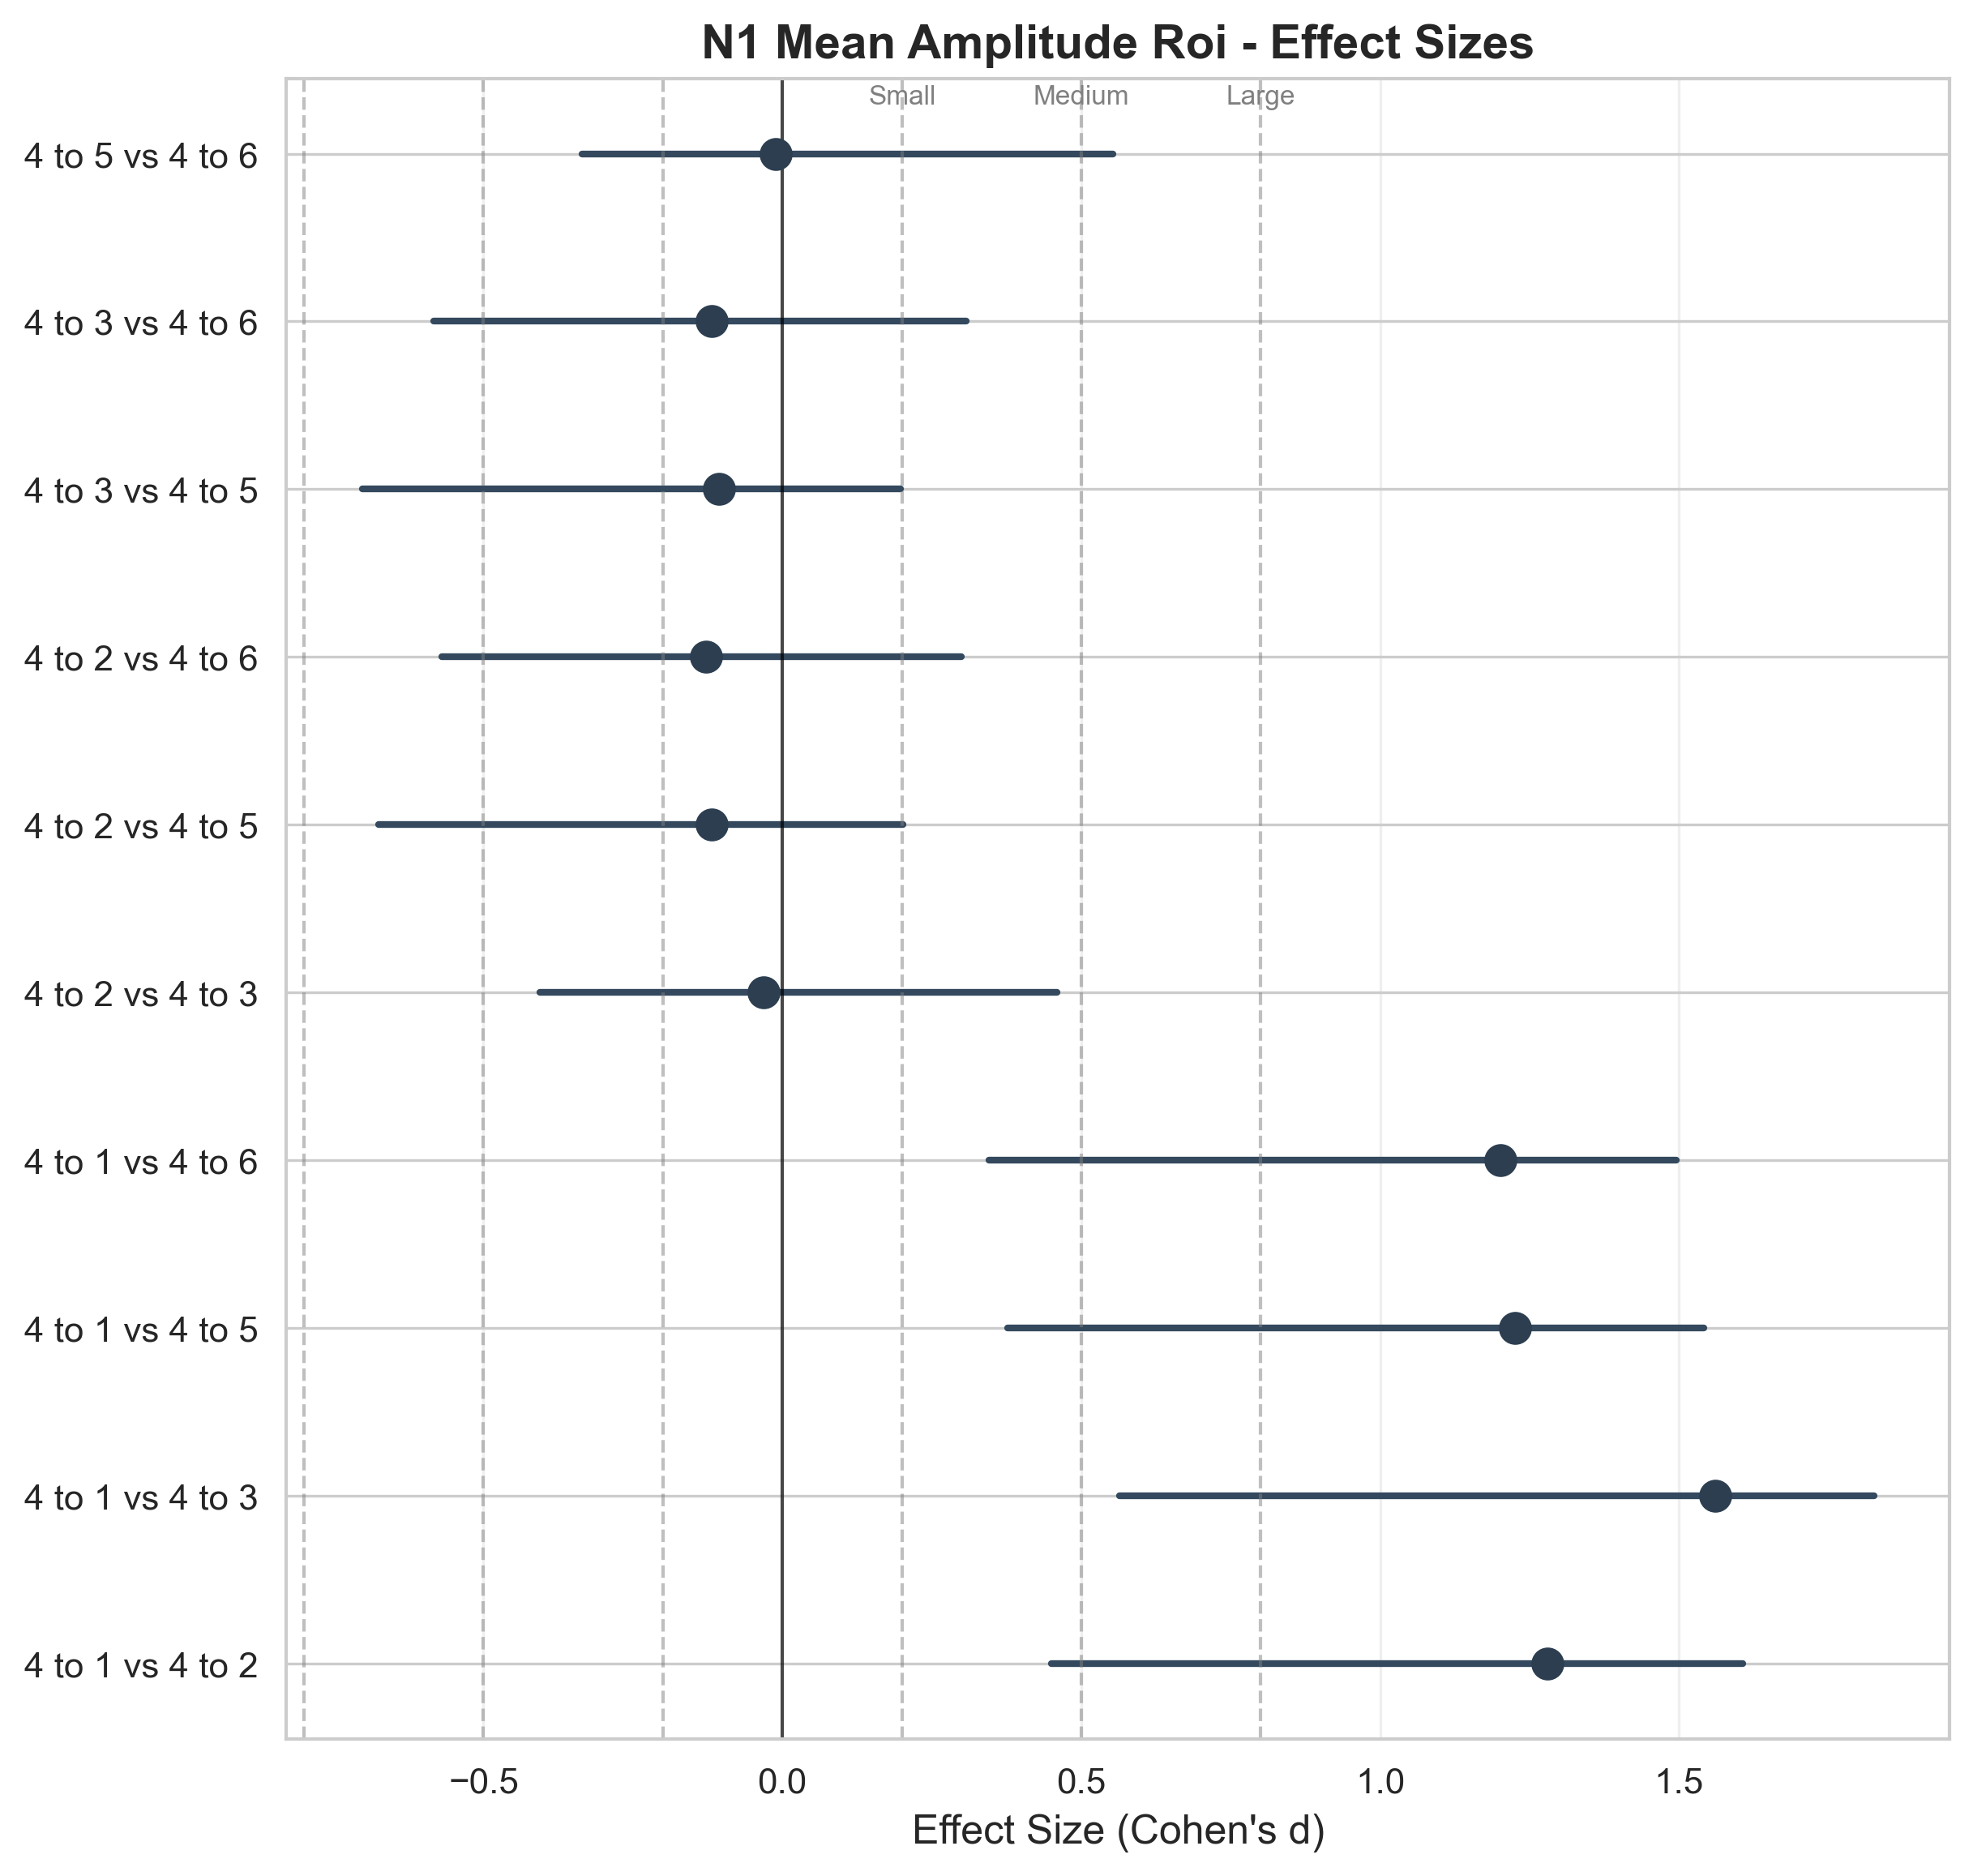 N1 Mean Amplitude Roi - Effect Sizes
Small Medium Large
4 to 5 vs 4 to 6
4 to 3 vs 4 to 6
4 to 3 vs 4 to 5
4 to 2 vs 4 to 6
4 to 2 vs 4 to 5
4 to 2 vs 4 to 3
4 to 1 vs 4 to 6
4 to 1 vs 4 to 5
4 to 1 vs 4 to 3
4 to 1 vs 4 to 2
−0.5 0.0 0.5 1.0 1.5
Effect Size (Cohen's d)